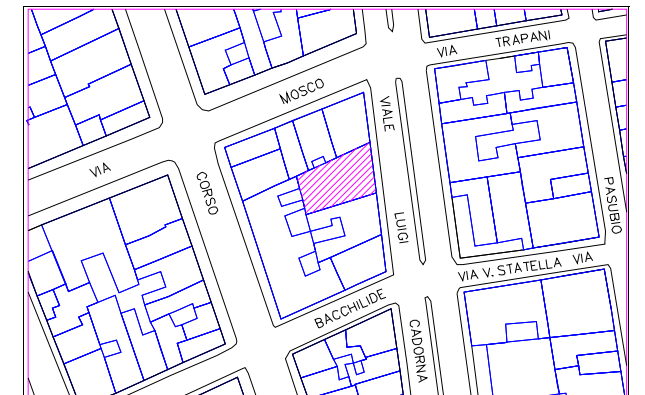 VIA TRAPANI
VIA MOSCO
VIALE LUIGI CADORNA
CORSO
PASUBIO
VIA V. STATELLA VIA
BACCHILIDE